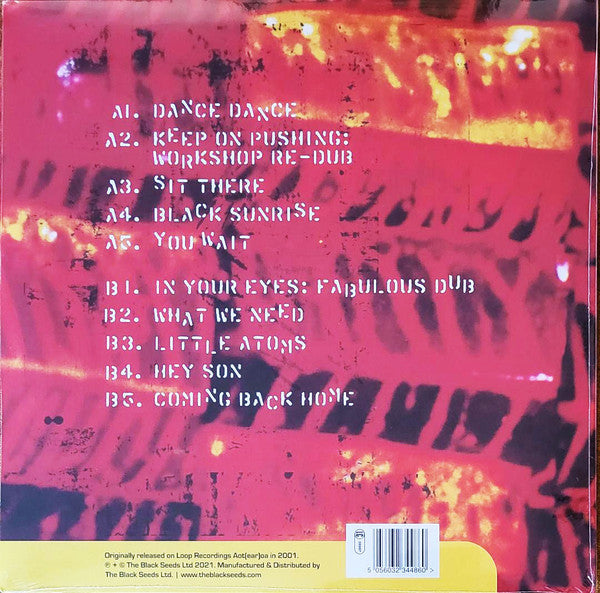 A1. DANCE DANCE
A2. KEEP ON PUSHING:
WORKSHOP RE-DUB
A3. SIT THERE
A4. BLACK SUNRISE
A5. YOU WAIT
B1. IN YOUR EYES: FABULOUS DUB
B2. WHAT WE NEED
B3. LITTLE ATOMS
B4. HEY SON
B5. COMING BACK HOME
Originally released on Loop Recordings Aot(ear)oa in 2001.
℗ + © The Black Seeds Ltd 2021. Manufactured & Distributed by
The Black Seeds Ltd. | www.theblackseeds.com
5 056032 344860 >